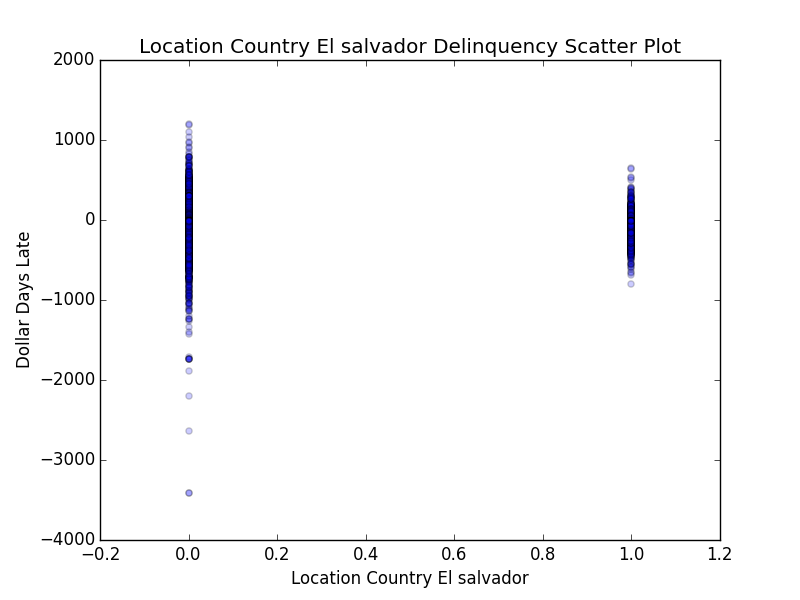 Location Country El salvador Delinquency Scatter Plot
2000
1000
0
−1000
−2000
−3000
−4000
Dollar Days Late
−0.2 0.0 0.2 0.4 0.6 0.8 1.0 1.2
Location Country El salvador